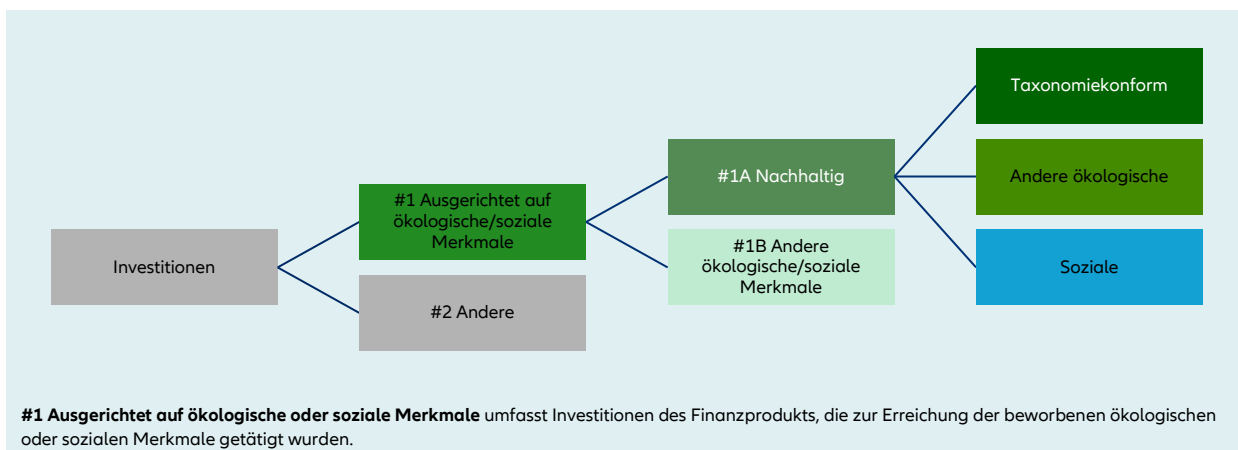 Investitionen
#1 Ausgerichtet auf
ökologische/soziale
Merkmale
#2 Andere
#1A Nachhaltig
#1B Andere
ökologische/soziale
Merkmale
Taxonomiekonform
Andere ökologische
Soziale
#1 Ausgerichtet auf ökologische oder soziale Merkmale umfasst Investitionen des Finanzprodukts, die zur Erreichung der beworbenen ökologischen
oder sozialen Merkmale getätigt wurden.